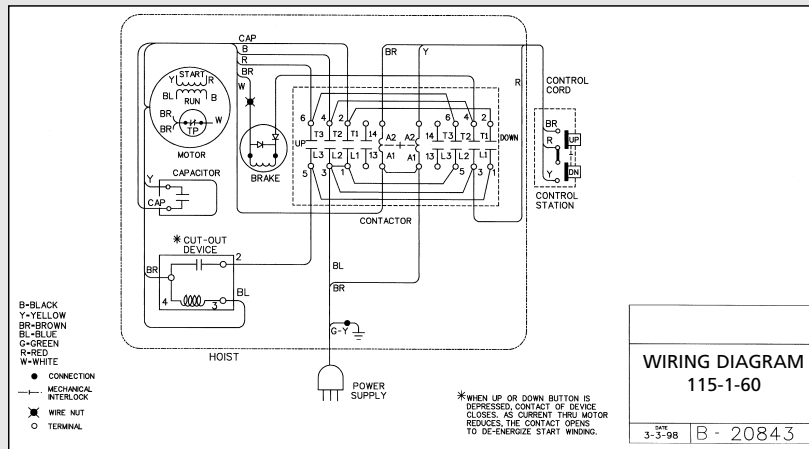 CAP
B
R
BR
W
BR
Y
R
CONTROL
CORD
Y START R
BL RUN B
BR
BR
TP
W
MOTOR
6 4 2
T3 T2 T1 14 A2 A2 14 T3 T2 T1
6 4 2
UP
DOWN
L3 L2 L1 13 A1 A1 13 L3 L2 L1
5 3 1
5 3 1
CONTACTOR
BRAKE
BR
R
Y
UP
DN
CONTROL
STATION
CAPACITOR
Y
CAP
* CUT-OUT
DEVICE
2
BR
BL
4 3
BL
BR
G-Y
HOIST
POWER
SUPPLY
B-BLACK
Y-YELLOW
BR-BROWN
BL-BLUE
G-GREEN
R-RED
W-WHITE
CONNECTION
MECHANICAL
INTERLOCK
WIRE NUT
TERMINAL
*WHEN UP OR DOWN BUTTON IS
DEPRESSED, CONTACT OF DEVICE
CLOSES. AS CURRENT THRU MOTOR
REDUCES, THE CONTACT OPENS
TO DE-ENERGIZE START WINDING.
WIRING DIAGRAM
115-1-60
DATE
3-3-98
B - 20843